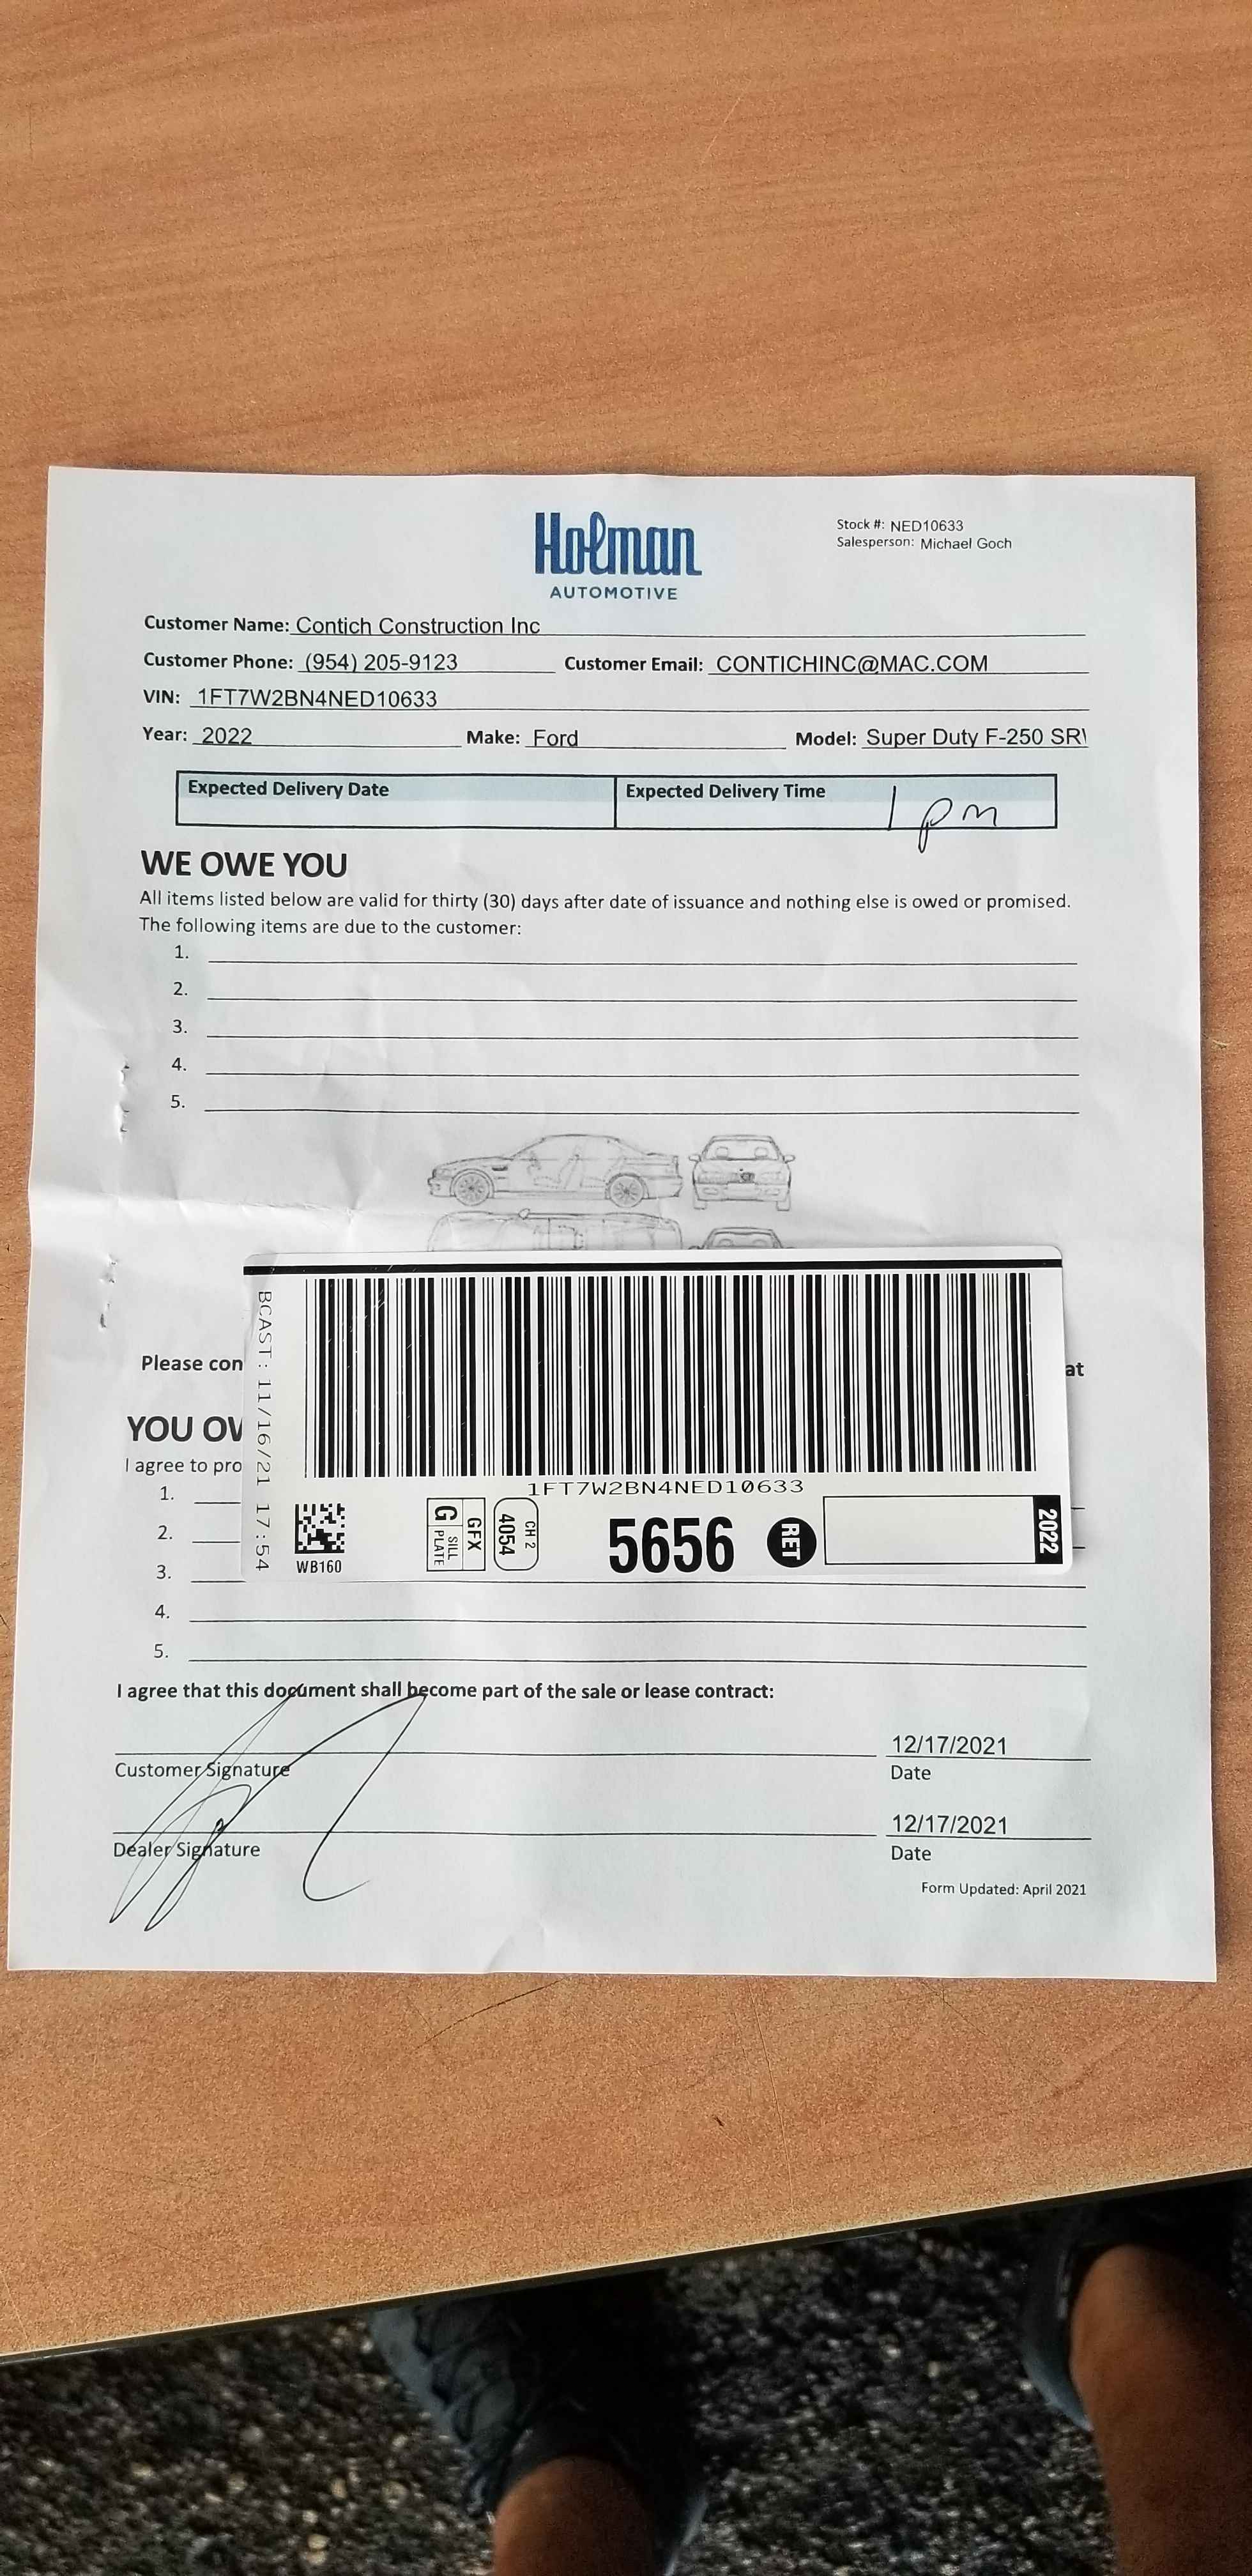 Holman
AUTOMOTIVE
Stock #: NED10633
Salesperson: Michael Goch
Customer Name: Contich Construction Inc
Customer Phone: (954) 205-9123 Customer Email: CONTICHINC@MAC.COM
VIN: 1FT7W2BN4NED10633
Year: 2022 Make: Ford Model: Super Duty F-250 SR
Expected Delivery Date Expected Delivery Time 1 pm
WE OWE YOU
All items listed below are valid for thirty (30) days after date of issuance and nothing else is owed or promised.
The following items are due to the customer:
1.
2.
3.
4.
5.
Please con
at
YOU OW
I agree to pro
1.
2.
3.
4.
5.
BCAST: 11/16/21 17:54
1FT7W2BN4NED10633
WB160
G SILL PLATE
GFX
CH 2
4054
5656
RET
2022
I agree that this document shall become part of the sale or lease contract:
12/17/2021
Customer Signature Date
12/17/2021
Dealer Signature Date
Form Updated: April 2021